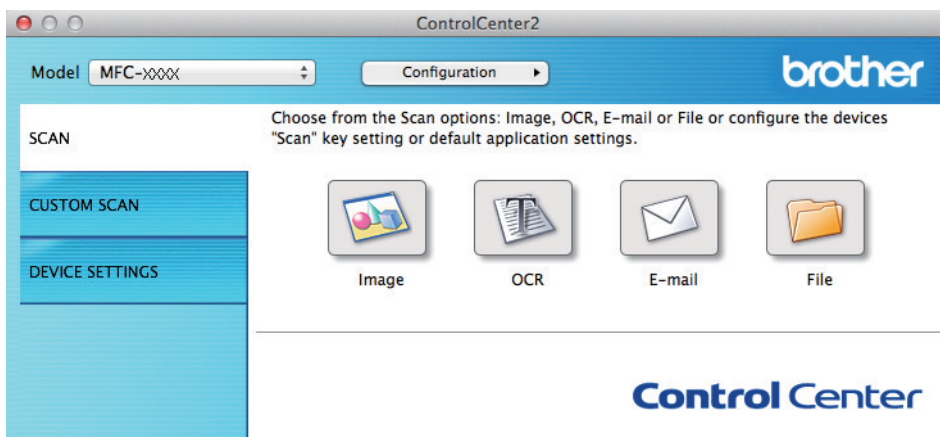 ControlCenter2
Model MFC-XXXX Configuration
brother
SCAN
Choose from the Scan options: Image, OCR, E-mail or File or configure the devices
"Scan" key setting or default application settings.
CUSTOM SCAN
DEVICE SETTINGS
Image OCR E-mail File
Control Center